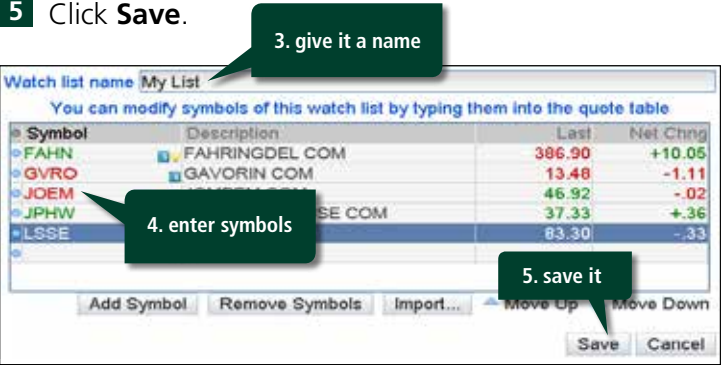 5 Click Save.
3. give it a name
Watch list name My List
You can modify symbols of this watch list by typing them into the quote table
Symbol Description Last Net Chng
FAHN FAHRINGDEL COM 386.90 +10.05
GVRO GAVORIN COM 13.48 -1.11
JOEM COM 46.92 -.02
JPHW SE COM 37.33 +.36
4. enter symbols
LSSE 83.30 -.33
5. save it
Add Symbol Remove Symbols Import... Move Up Move Down
Save Cancel